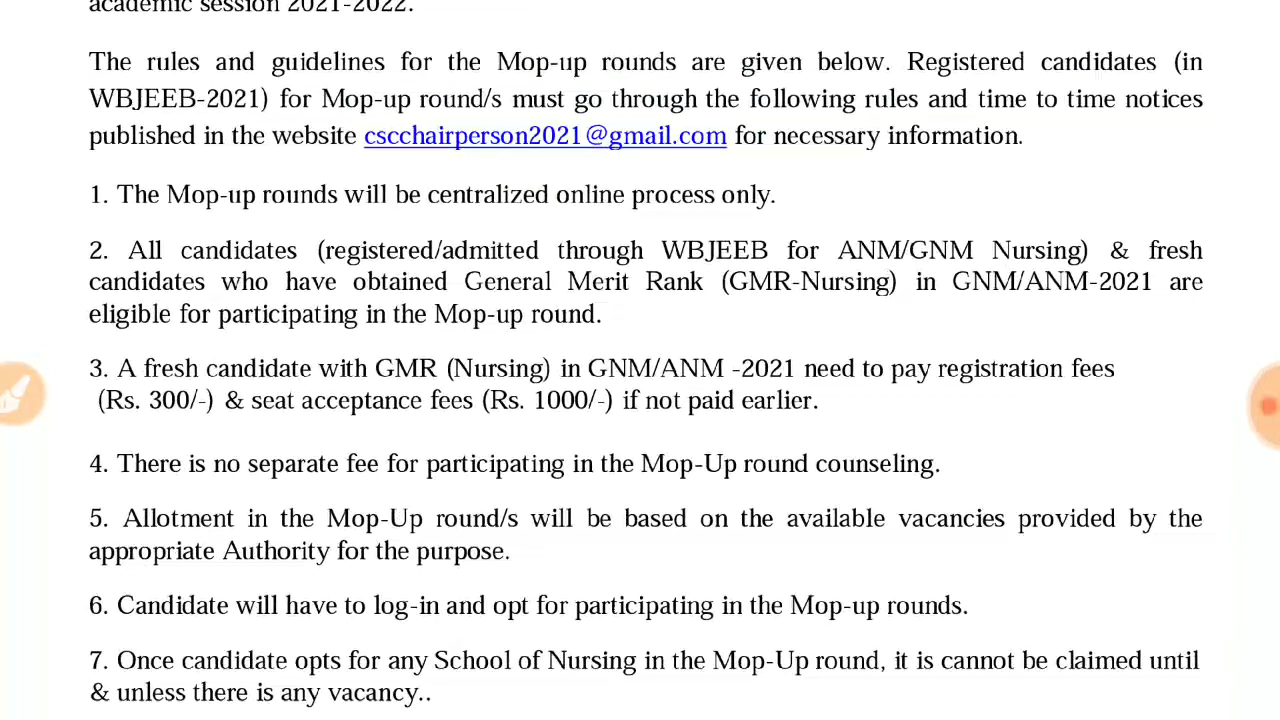 academic session 2021-2022.
The rules and guidelines for the Mop-up rounds are given below. Registered candidates (in
WBJEEB-2021) for Mop-up round/s must go through the following rules and time to time notices
published in the website cscchairperson2021@gmail.com for necessary information.
1. The Mop-up rounds will be centralized online process only.
2. All candidates (registered/admitted through WBJEEB for ANM/GNM Nursing) & fresh
candidates who have obtained General Merit Rank (GMR-Nursing) in GNM/ANM-2021 are
eligible for participating in the Mop-up round.
3. A fresh candidate with GMR (Nursing) in GNM/ANM -2021 need to pay registration fees
(Rs. 300/-) & seat acceptance fees (Rs. 1000/-) if not paid earlier.
4. There is no separate fee for participating in the Mop-Up round counseling.
5. Allotment in the Mop-Up round/s will be based on the available vacancies provided by the
appropriate Authority for the purpose.
6. Candidate will have to log-in and opt for participating in the Mop-up rounds.
7. Once candidate opts for any School of Nursing in the Mop-Up round, it is cannot be claimed until
& unless there is any vacancy..